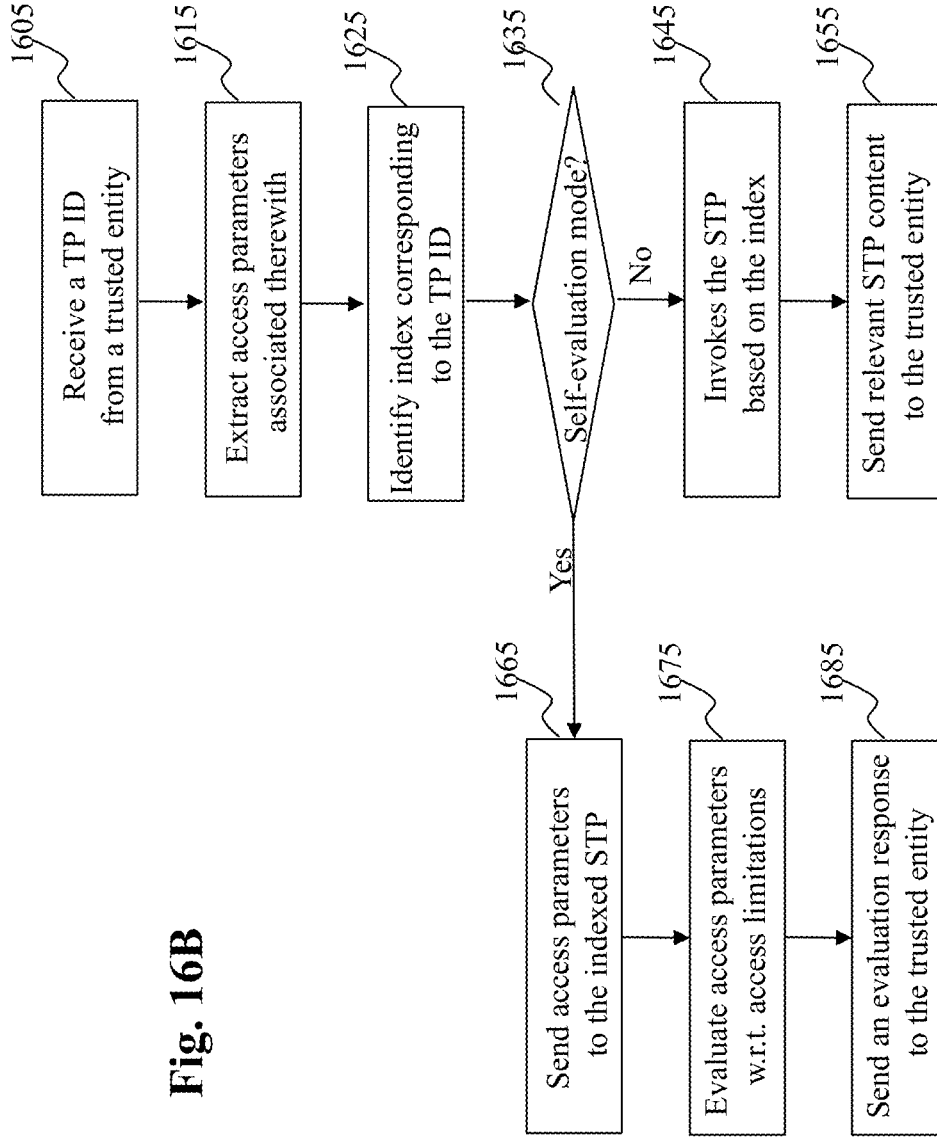 Receive a TP ID
from a trusted entity
1605
Extract access parameters
associated therewith
1615
Identify index corresponding
to the TP ID
1625
Self-evaluation mode?
1635
Yes
No
Invokes the STP
based on the index
1645
Send relevant STP content
to the trusted entity
1655
Send access parameters
to the indexed STP
1665
Evaluate access parameters
w.r.t. access limitations
1675
Send an evaluation response
to the trusted entity
1685
Fig. 16B